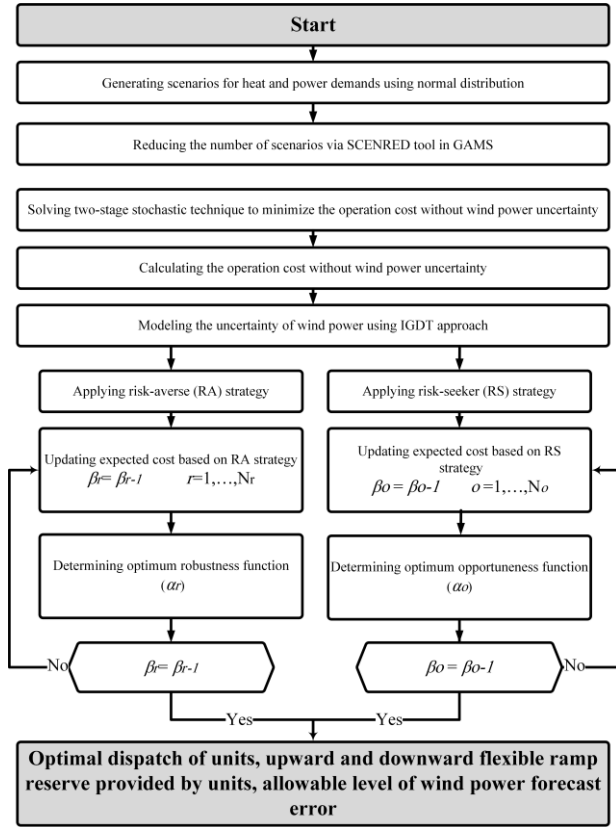 Start
Generating scenarios for heat and power demands using normal distribution
Reducing the number of scenarios via SCENRED tool in GAMS
Solving two-stage stochastic technique to minimize the operation cost without wind power uncertainty
Calculating the operation cost without wind power uncertainty
Modeling the uncertainty of wind power using IGDT approach
Applying risk-averse (RA) strategy
Applying risk-seeker (RS) strategy
Updating expected cost based on RA strategy
βr= βr-1 r=1,…,Nr
Updating expected cost based on RS
strategy
βo = βo-1 o=1,…,No
Determining optimum robustness function
(αr)
Determining optimum opportuneness function
(αo)
No
βr= βr-1
βo = βo-1
No
Yes
Yes
Optimal dispatch of units, upward and downward flexible ramp
reserve provided by units, allowable level of wind power forecast
error